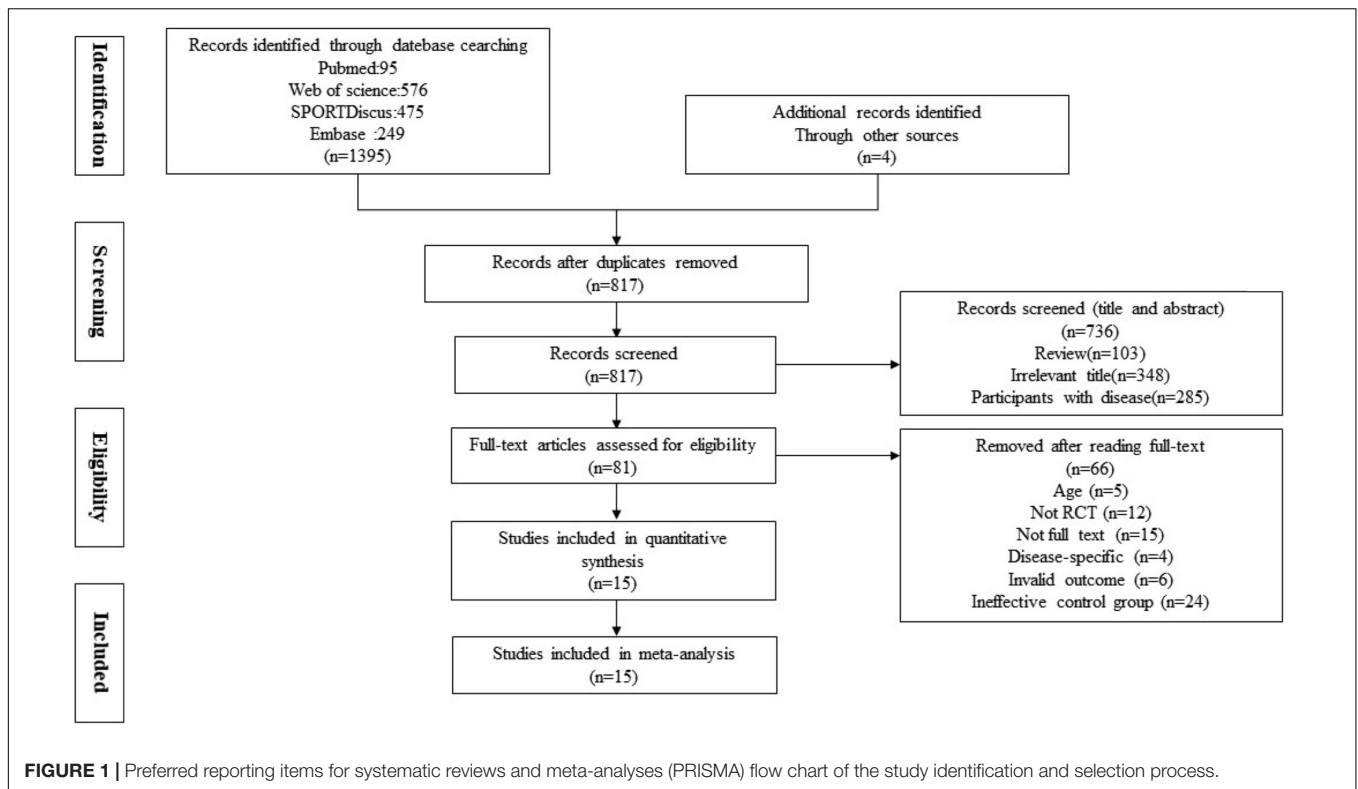 Identification
Records identified through datebase cearching
Pubmed:95
Web of science:576
SPORTDiscus:475
Embase :249
(n=1395)
Additional records identified
Through other sources
(n=4)
Screening
Records after duplicates removed
(n=817)
Records screened
(n=817)
Records screened (title and abstract)
(n=736)
Review(n=103)
Irrelevant title(n=348)
Participants with disease(n=285)
Eligibility
Full-text articles assessed for eligibility
(n=81)
Removed after reading full-text
(n=66)
Age (n=5)
Not RCT (n=12)
Not full text (n=15)
Disease-specific (n=4)
Invalid outcome (n=6)
Ineffective control group (n=24)
Studies included in quantitative
synthesis
(n=15)
Included
Studies included in meta-analysis
(n=15)
FIGURE 1 | Preferred reporting items for systematic reviews and meta-analyses (PRISMA) flow chart of the study identification and selection process.